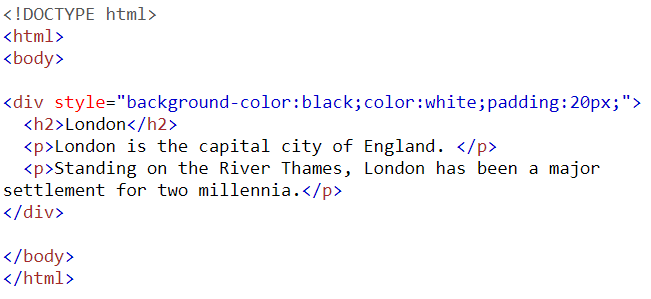 <!DOCTYPE html>
<html>
<body>

<div style="background-color:black;color:white;padding:20px;">
  <h2>London</h2>
  <p>London is the capital city of England. </p>
  <p>Standing on the River Thames, London has been a major
settlement for two millennia.</p>
</div>

</body>
</html>